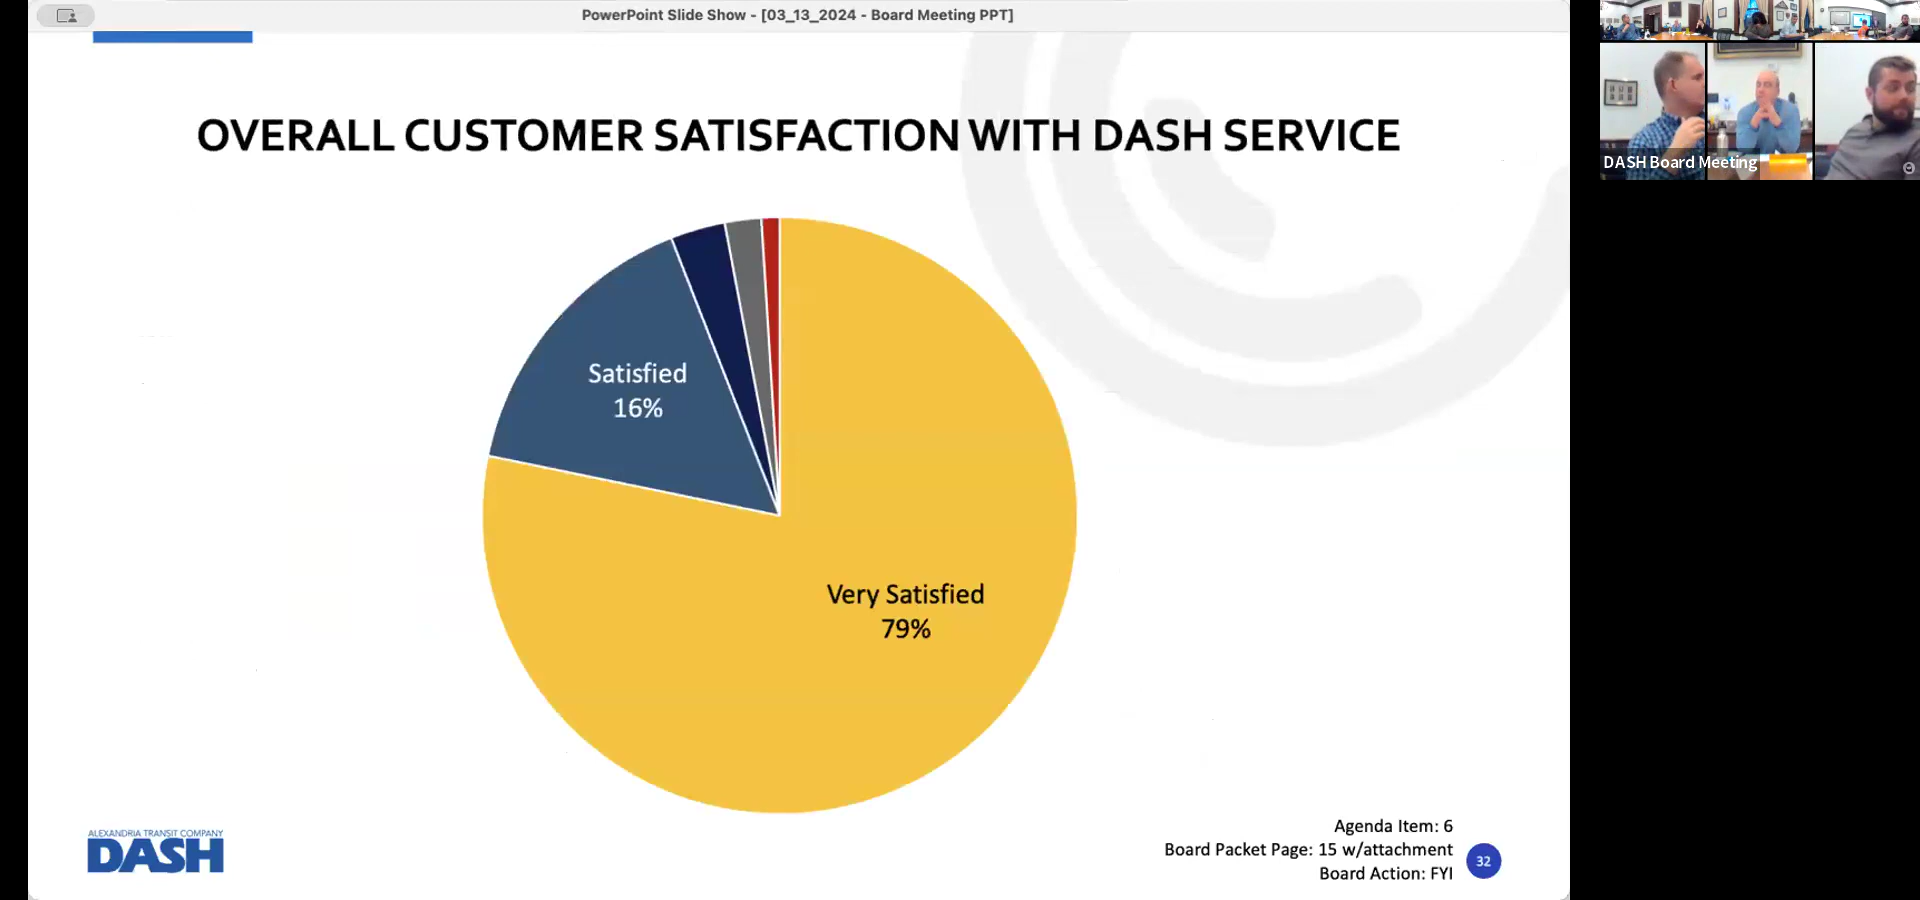 PowerPoint Slide Show - [03_13_2024 - Board Meeting PPT]
OVERALL CUSTOMER SATISFACTION WITH DASH SERVICE
Satisfied
16%
Very Satisfied
79%
ALEXANDRIA TRANSIT COMPANY
DASH
Agenda Item: 6
Board Packet Page: 15 w/attachment
Board Action: FYI
32
DASH Board Meeting